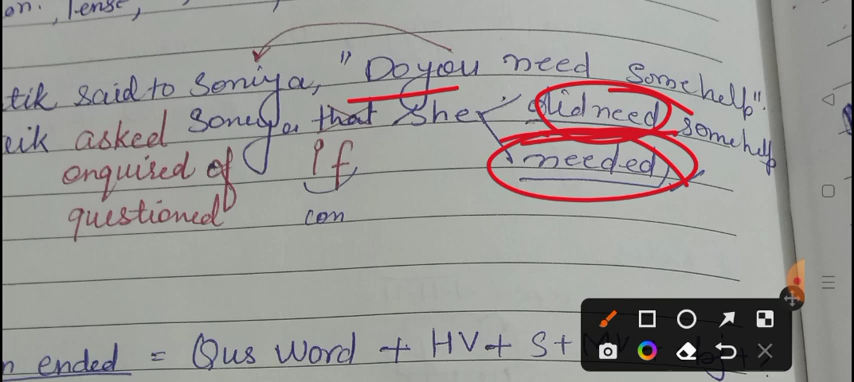 on. , tense,
tik said to Soniya, "Do you need some help".
tik asked Soniya that She did need some help
enquired of if needed
questioned con
n ended = Qus Word + HV + S +